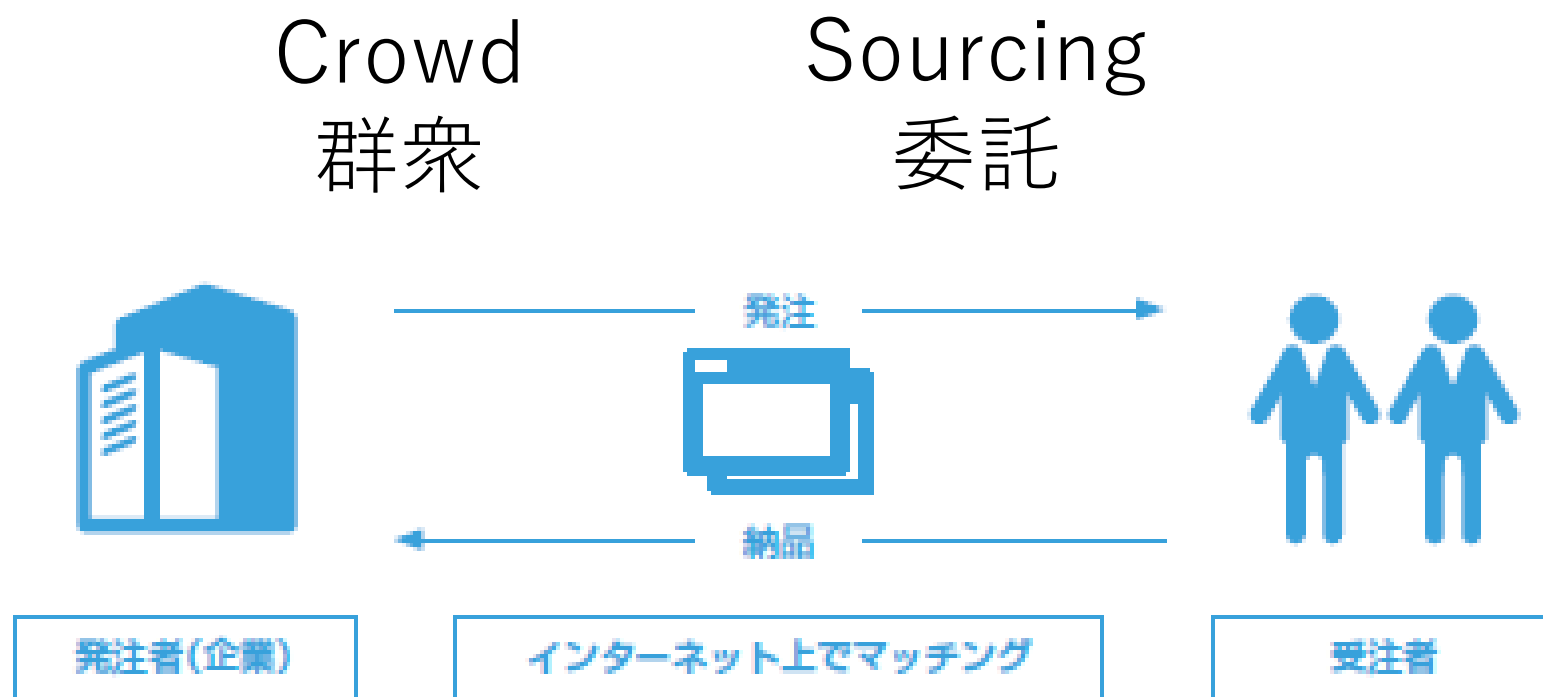 Crowd
Sourcing
群衆
委託
発注
納品
発注者(企業)
インターネット上でマッチング
受注者